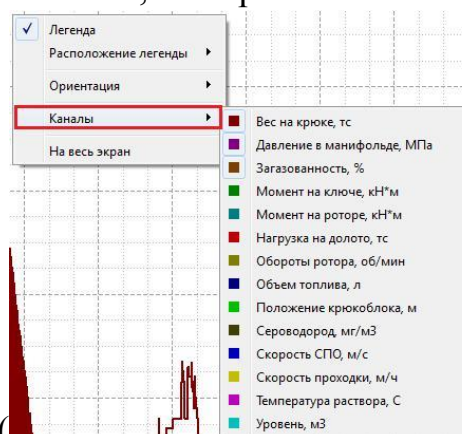 Легенда
Расположение легенды
Ориентация
Каналы
На весь экран
Вес на крюке, тс
Давление в манифольде, МПа
Загазованность, %
Момент на ключе, кН*м
Момент на роторе, кН*м
Нагрузка на долото, тс
Обороты ротора, об/мин
Объем топлива, л
Положение крюкоблока, м
Сероводород, мг/м3
Скорость СПО, м/с
Скорость проходки, м/ч
Температура раствора, С
Уровень, м3